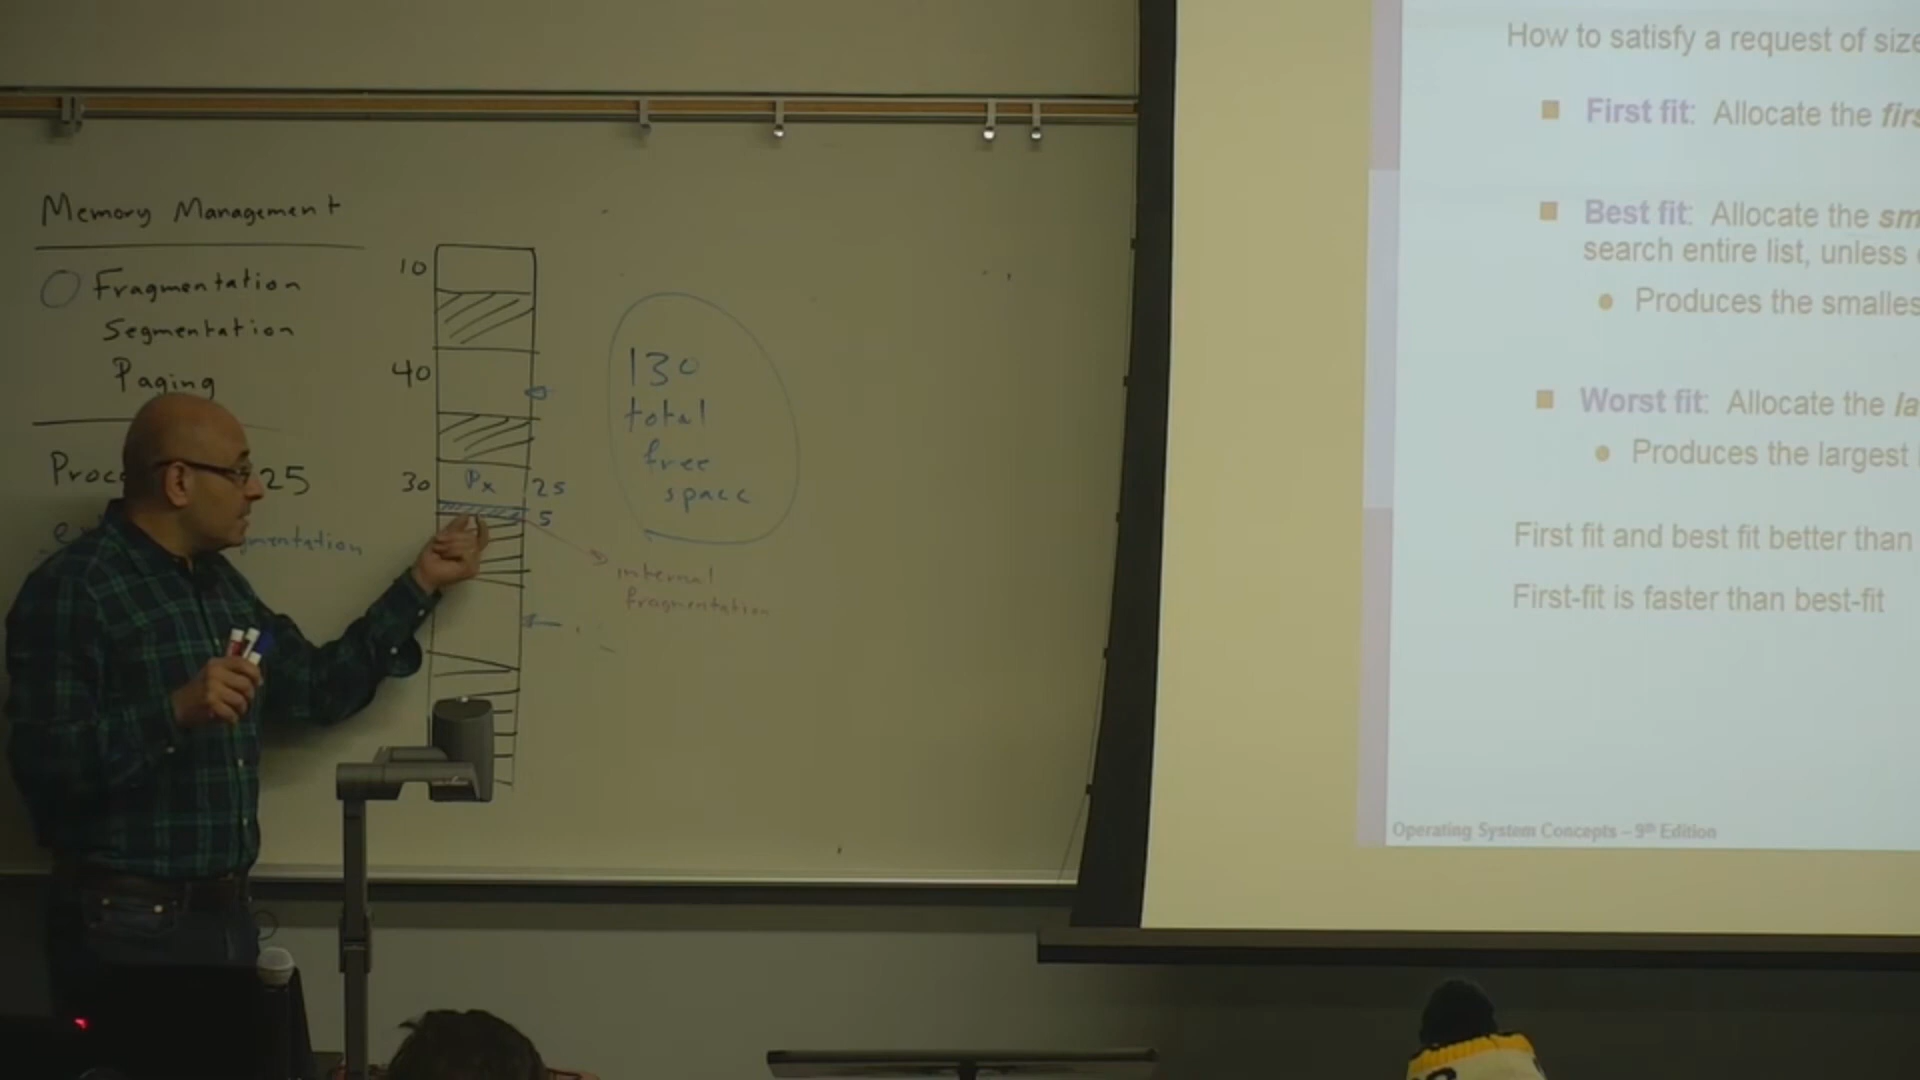 Memory Management
Fragmentation
Segmentation
Paging
25
10
40
30
Px
25
5
130
total
free
space
internal
fragmentation
How to satisfy a request of size
First fit: Allocate the
Best fit: Allocate the
search entire list, unless
Produces the
Worst fit: Allocate the
Produces the largest
First fit and best fit better than
First-fit is faster than best-fit
Operating System Concepts – 9th Edition